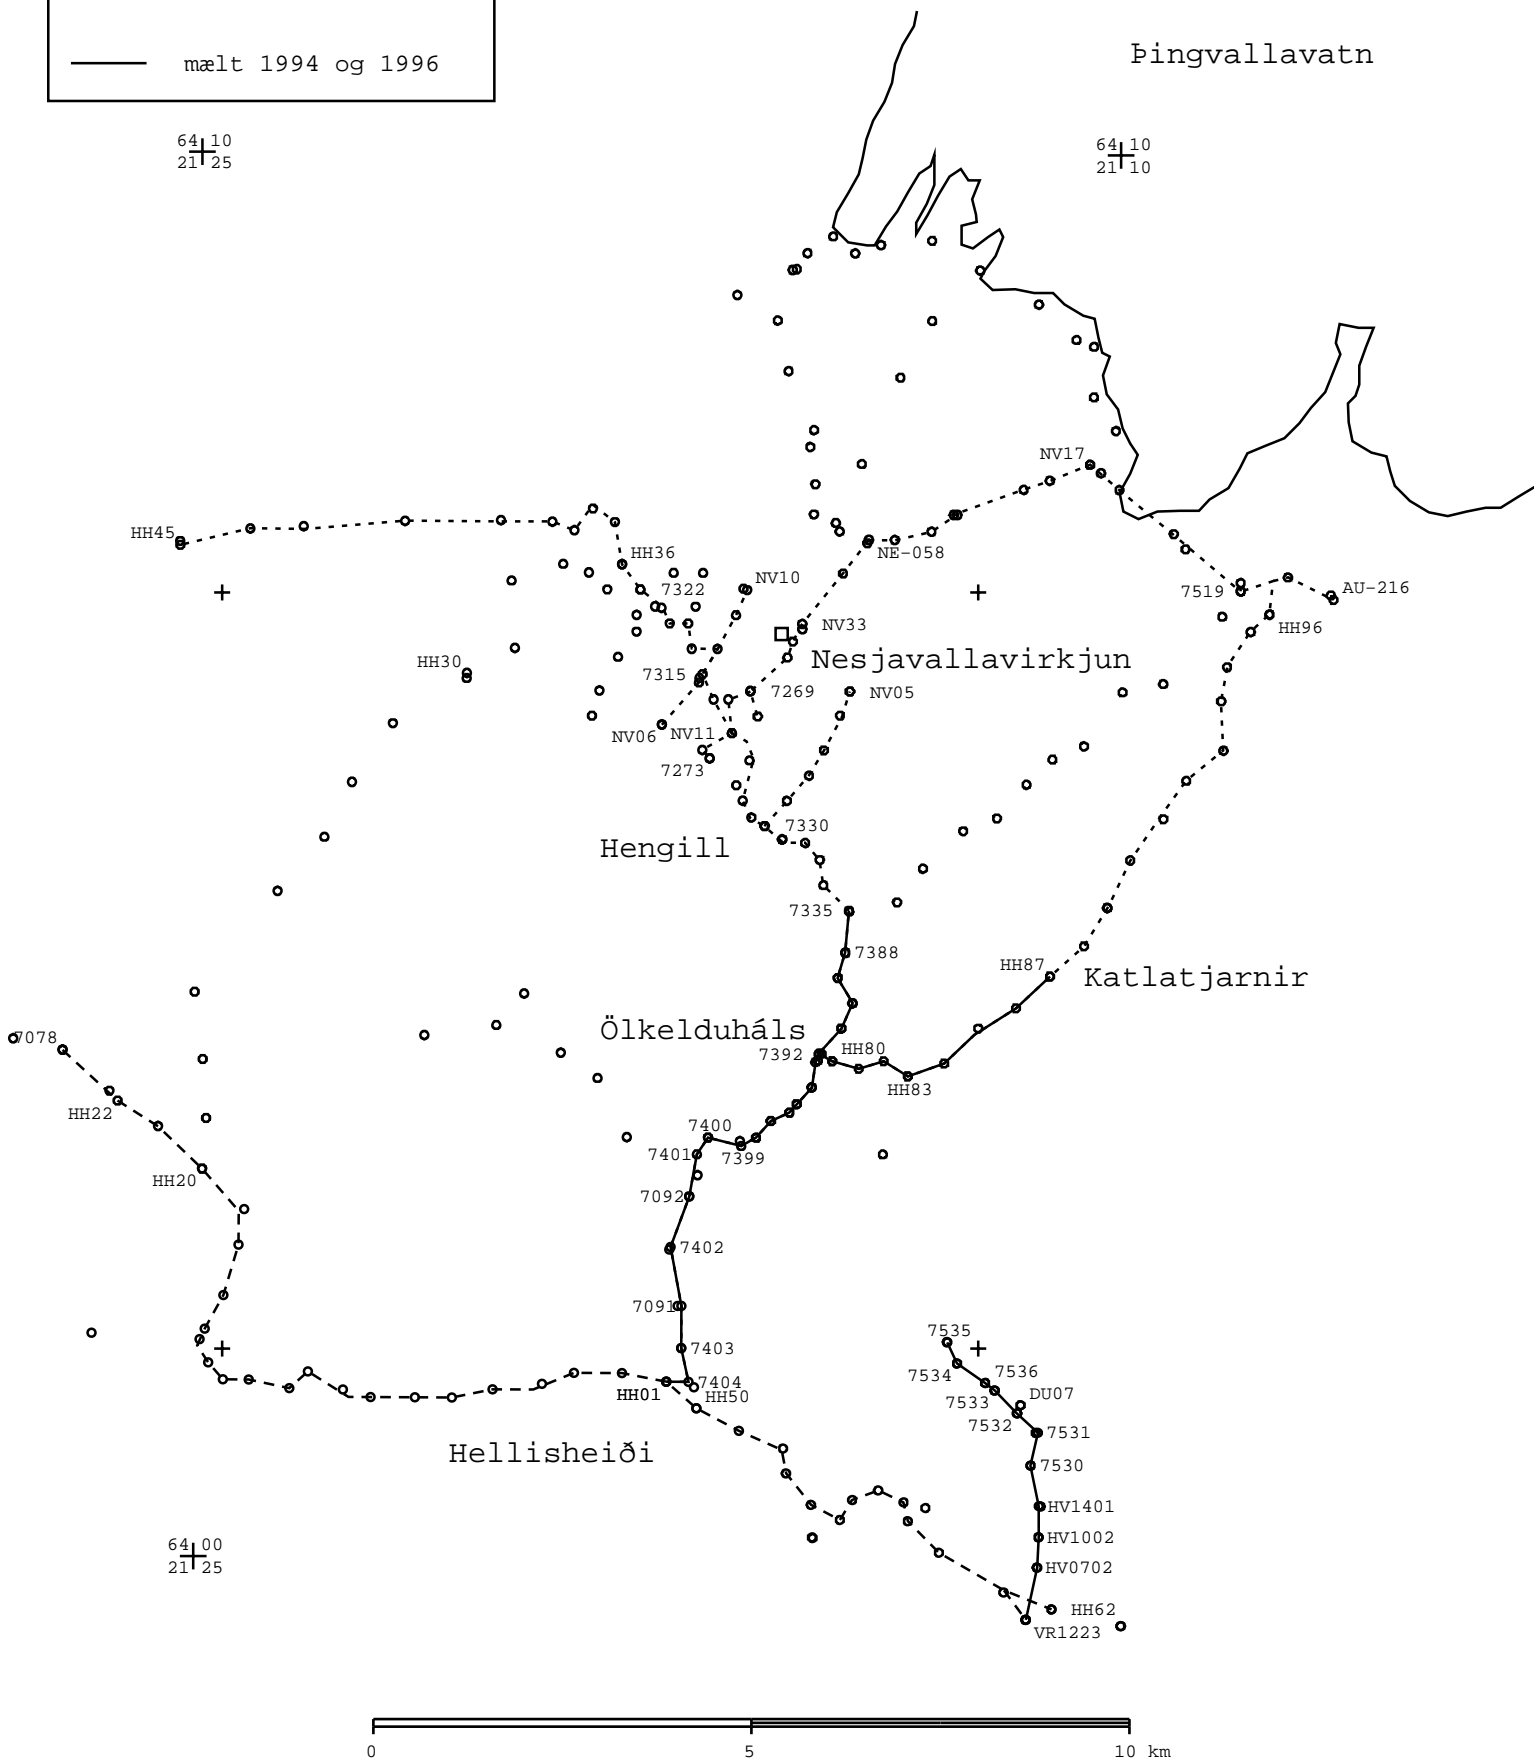 mælt 1994 og 1996
Þingvallavatn
64 10
21 25
64 10
21 10
NV17
HH45
NE-058
HH36
7322
NV10
7519
AU-216
NV33
HH96
Nesjavallavirkjun
HH30
7315
7269
NV05
NV06
NV11
7273
7330
Hengill
7335
7388
HH87
Katlatjarnir
Ölkelduháls
7078
7392
HH80
HH83
HH22
7400
7401
7399
HH20
7092
7402
7091
7535
7403
7534
7536
7404
HH01
HH50
7533
DU07
7532
7531
Hellisheiði
7530
HV1401
HV1002
64 00
21 25
HV0702
HH62
VR1223
0
5
10 km